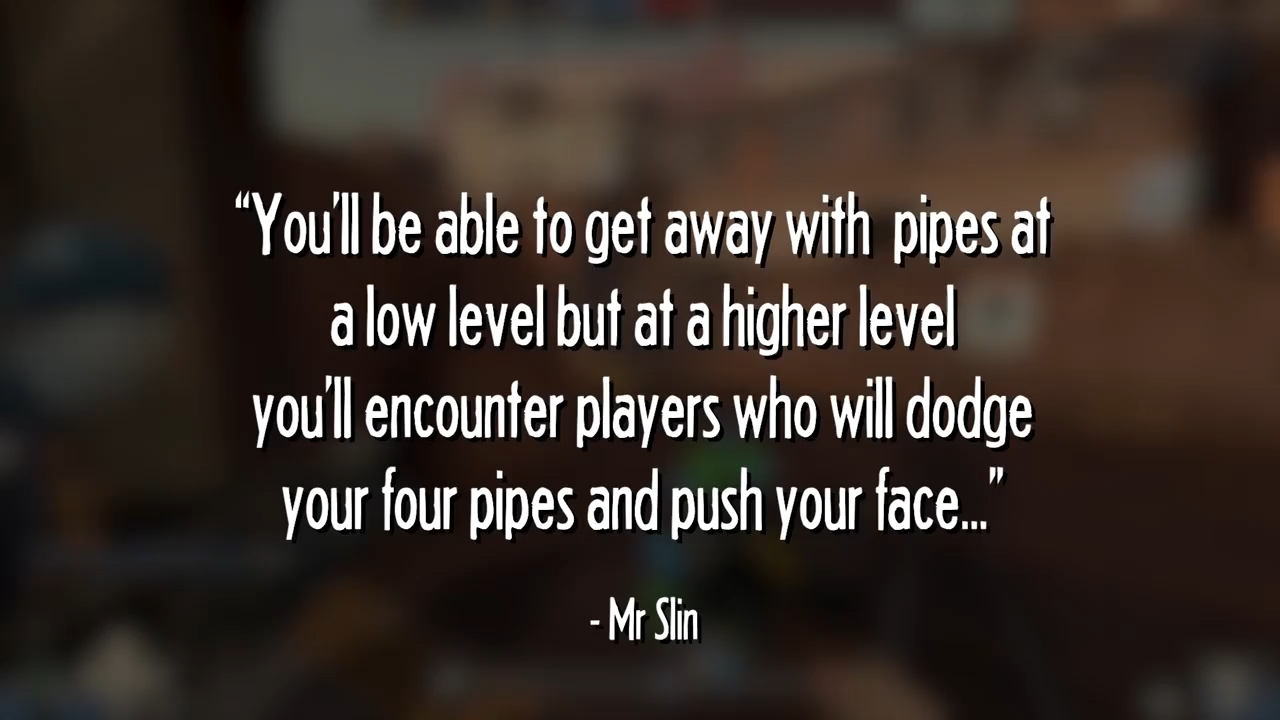 “You'll be able to get away with  pipes at
a low level but at a higher level
you'll encounter players who will dodge
your four pipes and push your face...”
- Mr Slin